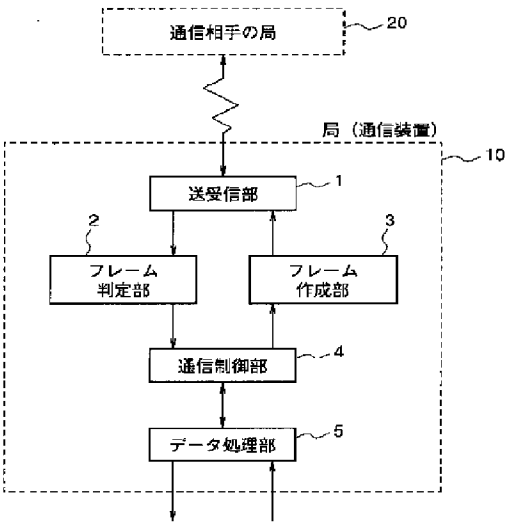 通信相手の局
20
局（通信装置）
10
送受信部
1
2
フレーム
判定部
3
フレーム
作成部
通信制御部
4
データ処理部
5